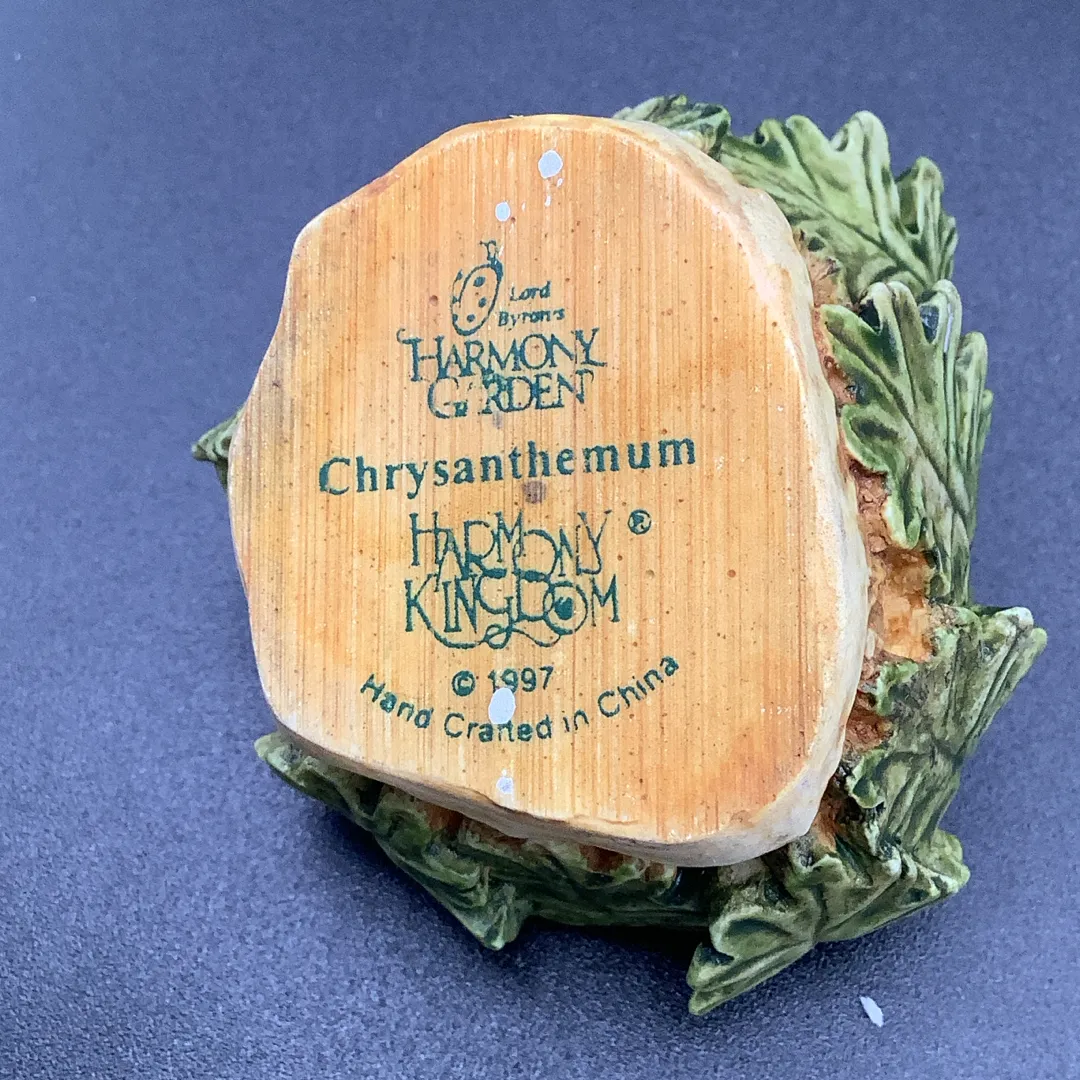 Lord
Byron's
HARMONY
GARDEN
Chrysanthemum
HARMONY ®
KINGDOM
© 1997
Hand Crafted in China